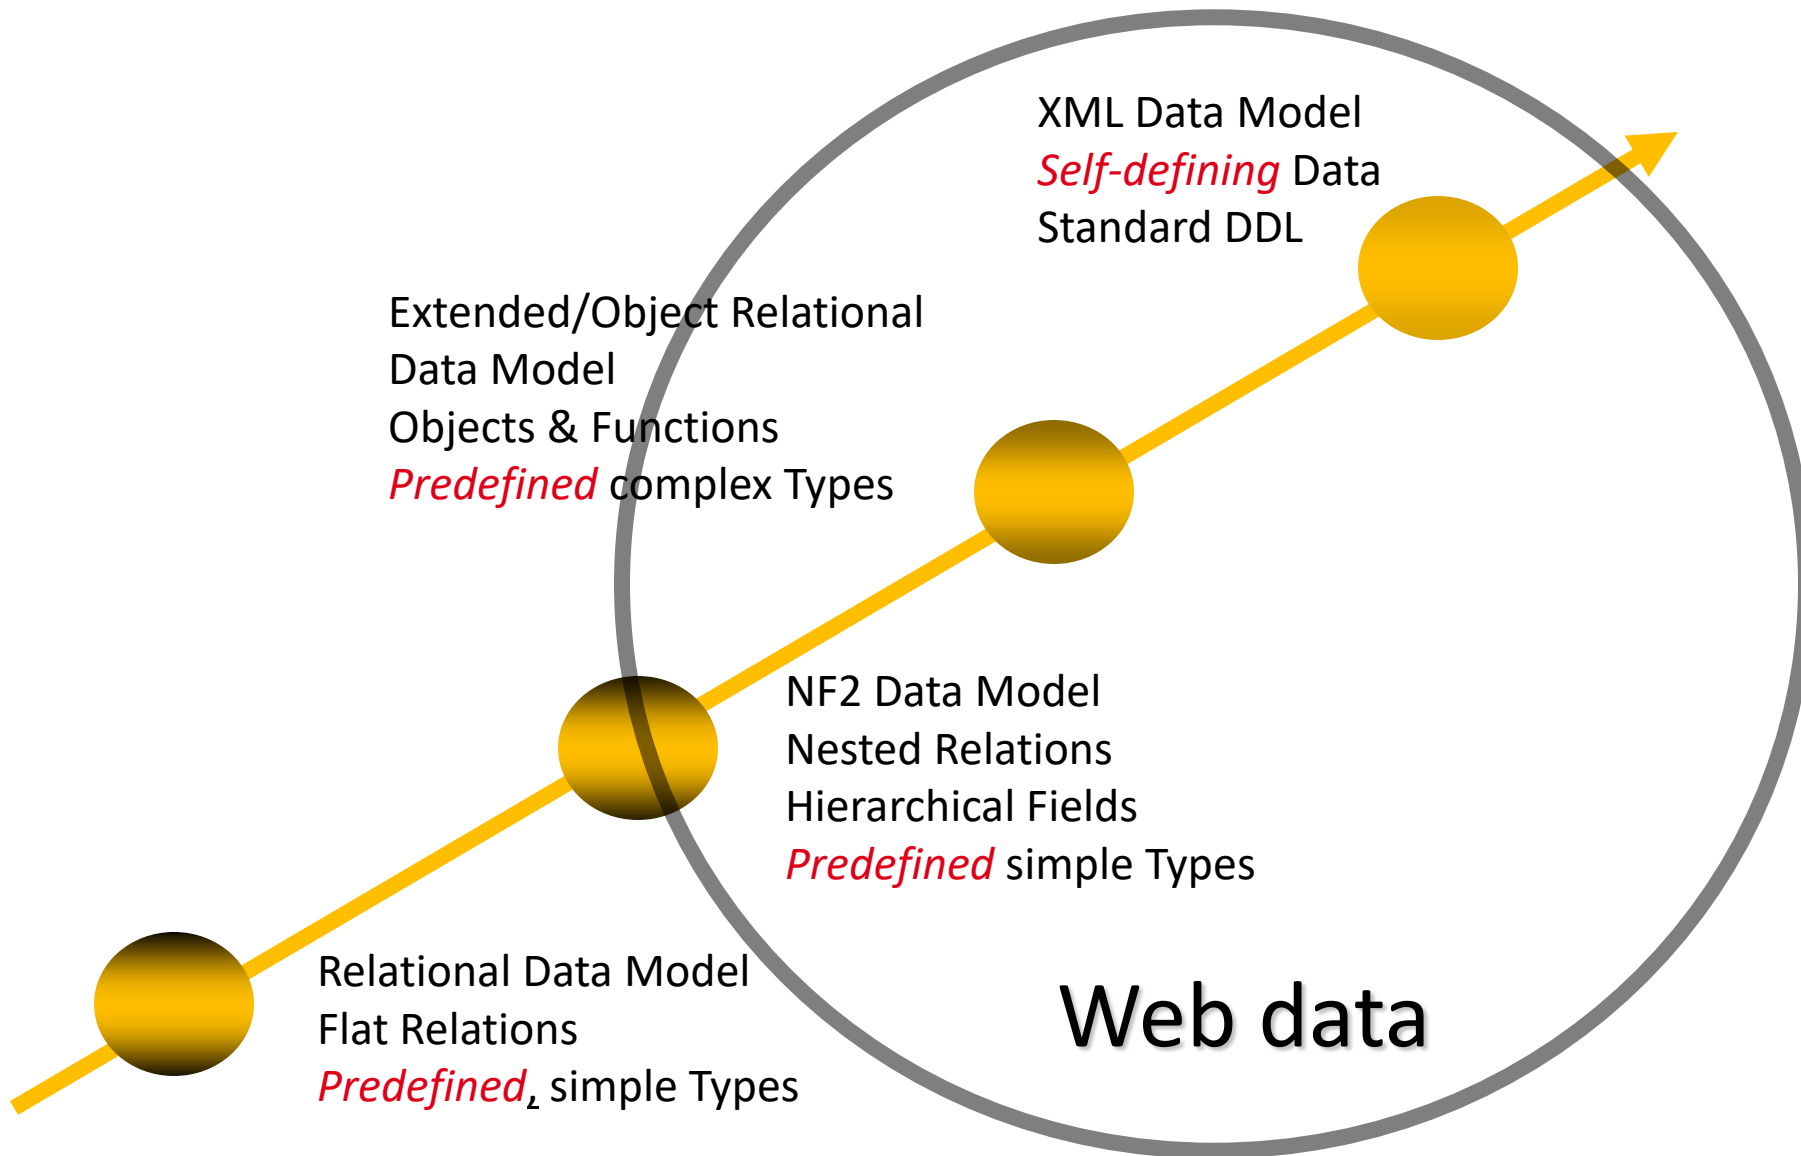 XML Data Model
Self-defining Data
Standard DDL
Extended/Object Relational
Data Model
Objects & Functions
Predefined complex Types
NF2 Data Model
Nested Relations
Hierarchical Fields
Predefined simple Types
Relational Data Model
Flat Relations
Predefined, simple Types
Web data